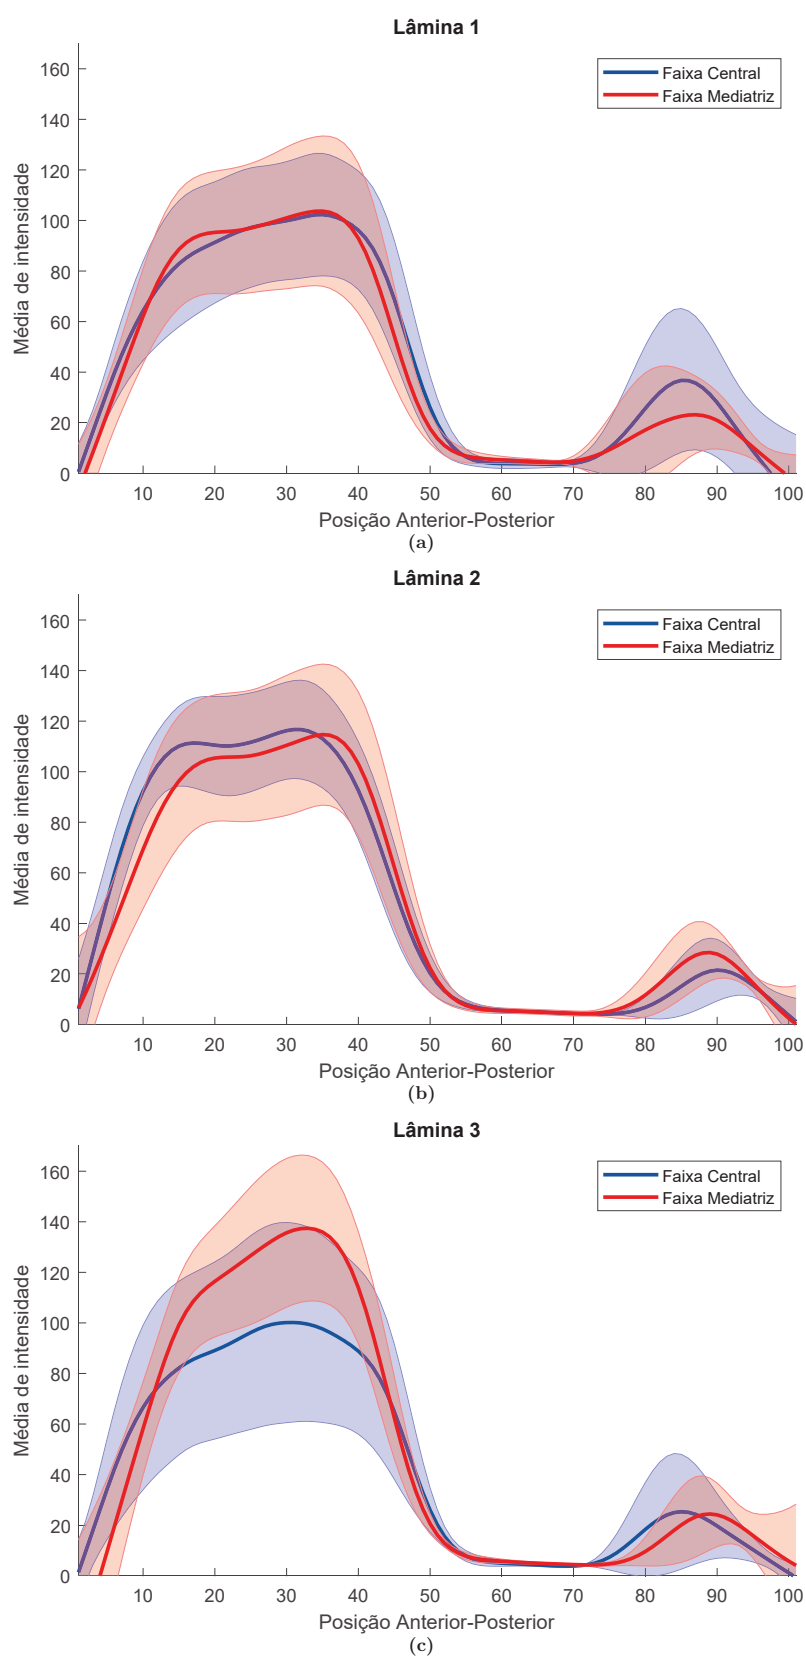 Lâmina 1
Faixa Central
Faixa Mediatriz
Média de intensidade
160
140
120
100
80
60
40
20
0
10 20 30 40 50 60 70 80 90 100
Posição Anterior-Posterior
(a)
Lâmina 2
Faixa Central
Faixa Mediatriz
Média de intensidade
160
140
120
100
80
60
40
20
0
10 20 30 40 50 60 70 80 90 100
Posição Anterior-Posterior
(b)
Lâmina 3
Faixa Central
Faixa Mediatriz
Média de intensidade
160
140
120
100
80
60
40
20
0
10 20 30 40 50 60 70 80 90 100
Posição Anterior-Posterior
(c)